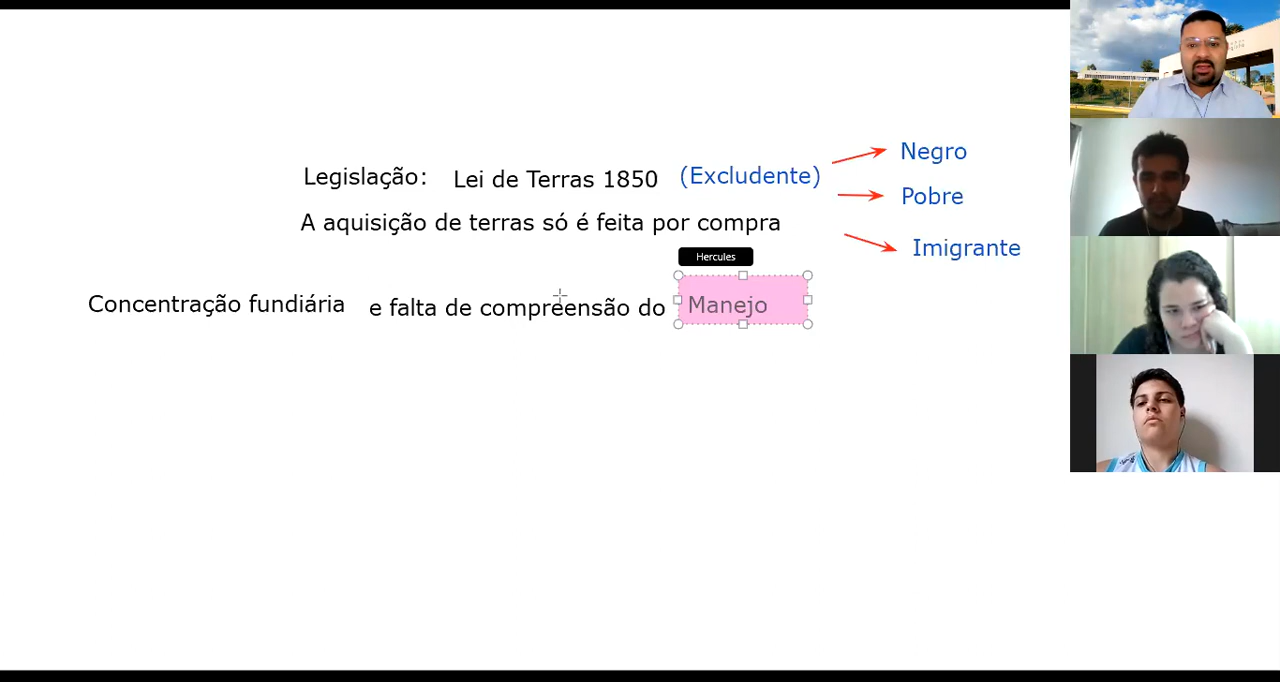 Legislação: Lei de Terras 1850 (Excludente)
Negro
Pobre
Imigrante
A aquisição de terras só é feita por compra
Hercules
Concentração fundiária e falta de compreensão do Manejo